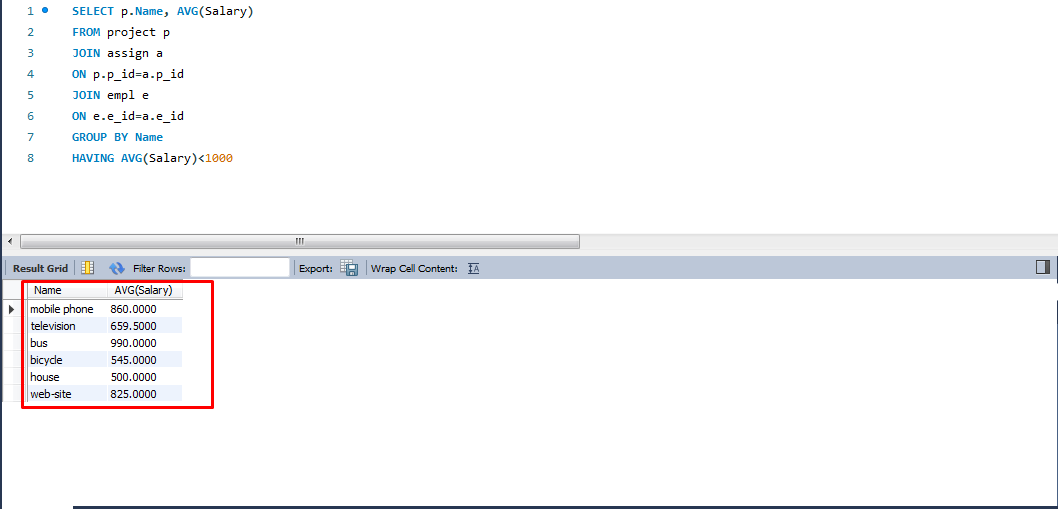 1 SELECT p.Name, AVG(Salary)
2 FROM project p
3 JOIN assign a
4 ON p.p_id=a.p_id
5 JOIN empl e
6 ON e.e_id=a.e_id
7 GROUP BY Name
8 HAVING AVG(Salary)<1000
Result Grid Filter Rows: Export: Wrap Cell Content:
Name AVG(Salary)
mobile phone 860.0000
television 659.5000
bus 990.0000
bicycle 545.0000
house 500.0000
web-site 825.0000